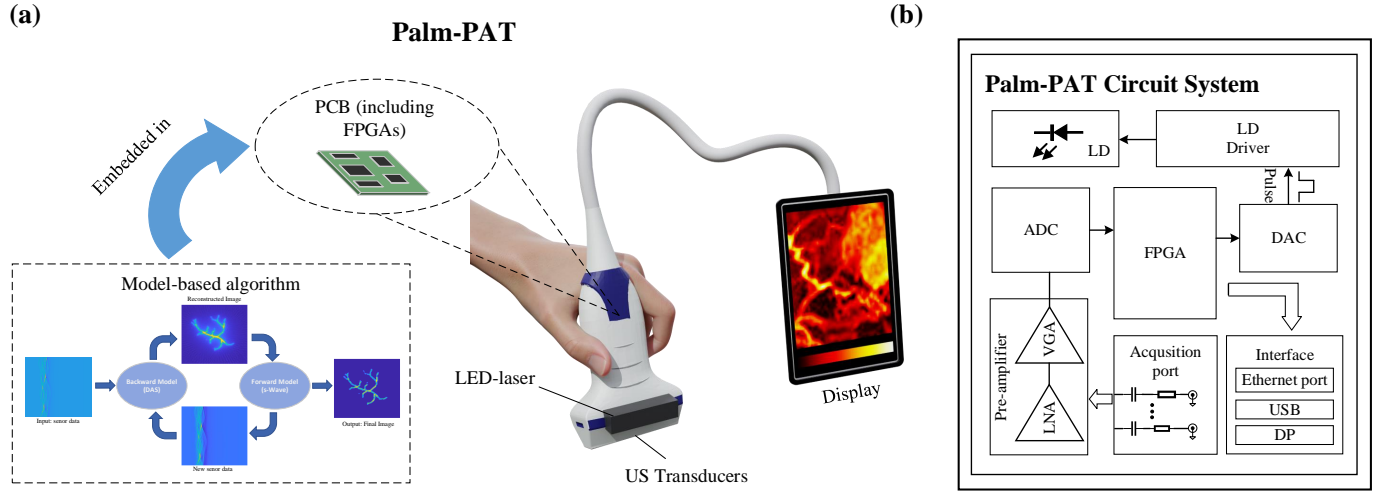 (a)
Palm-PAT
PCB (including
FPGAs)
Embedded in
Model-based algorithm
Reconstructed Image
Backward Model
(DAS)
Forward Model
(s-Wave)
Input: senor data
Output: Final Image
New senor data
LED-laser
US Transducers
Display
(b)
Palm-PAT Circuit System
LD
LD
Driver
Pulse
ADC
FPGA
DAC
Pre-amplifier
VGA
LNA
Acqusition
port
Interface
Ethernet port
USB
DP